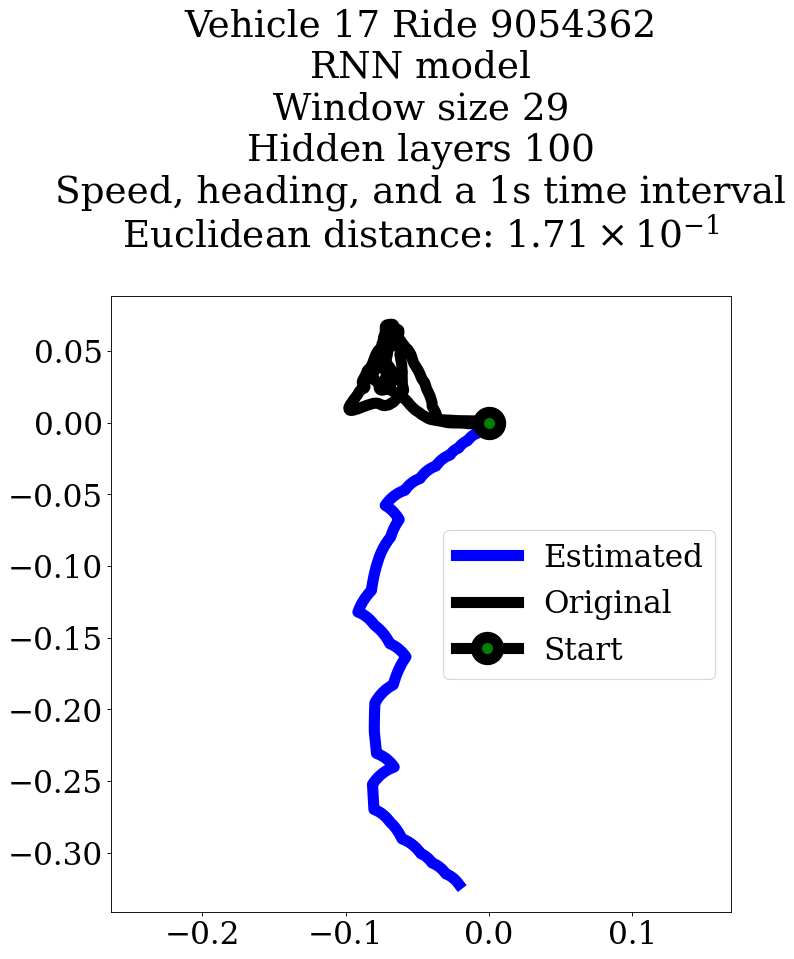 Vehicle 17 Ride 9054362
RNN model
Window size 29
Hidden layers 100
Speed, heading, and a 1s time interval
Euclidean distance: 1.71 × 10⁻¹
0.05
0.00
−0.05
−0.10
−0.15
−0.20
−0.25
−0.30
Estimated
Original
Start
−0.2
−0.1
0.0
0.1